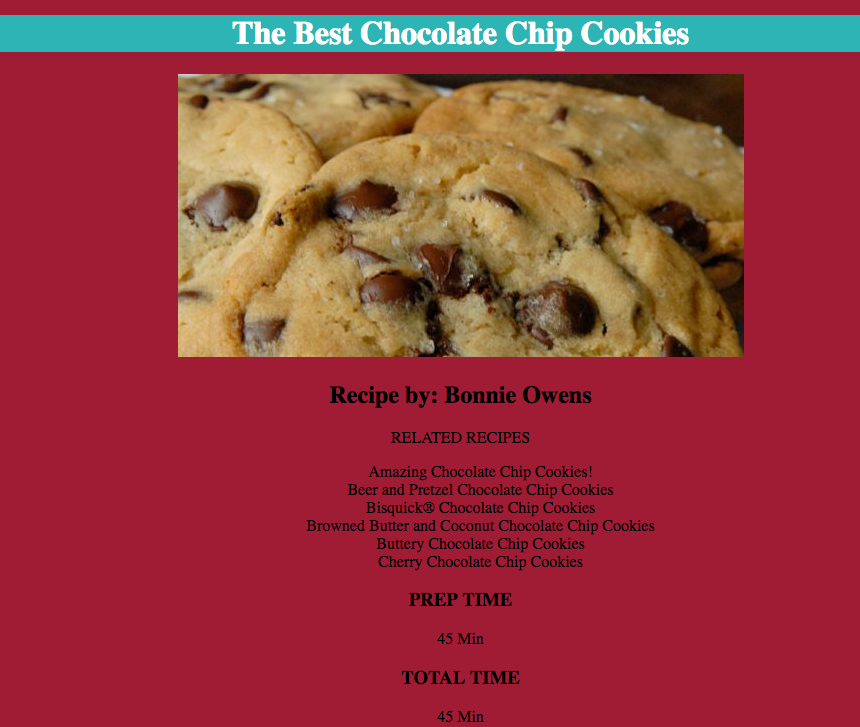 The Best Chocolate Chip Cookies
Recipe by: Bonnie Owens
RELATED RECIPES
Amazing Chocolate Chip Cookies!
Beer and Pretzel Chocolate Chip Cookies
Bisquick® Chocolate Chip Cookies
Browned Butter and Coconut Chocolate Chip Cookies
Buttery Chocolate Chip Cookies
Cherry Chocolate Chip Cookies
PREP TIME
45 Min
TOTAL TIME
45 Min